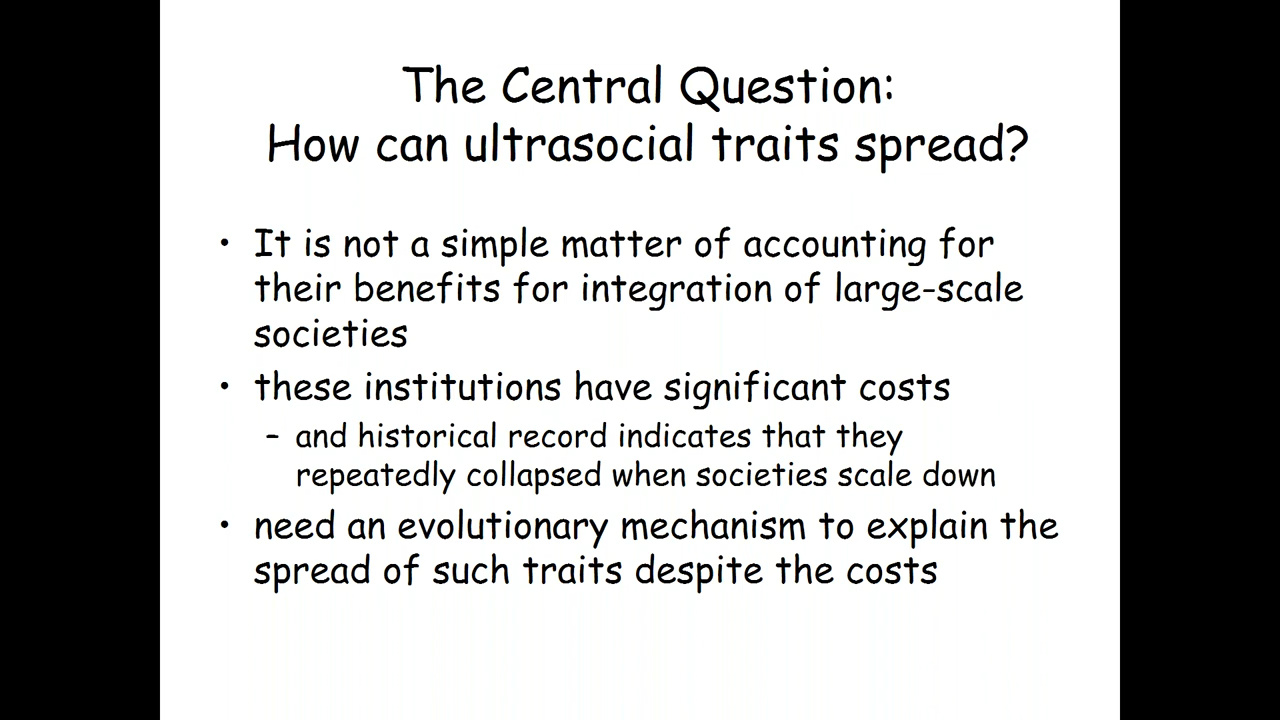 The Central Question:
How can ultrasocial traits spread?
• It is not a simple matter of accounting for
their benefits for integration of large-scale
societies
• these institutions have significant costs
– and historical record indicates that they
repeatedly collapsed when societies scale down
• need an evolutionary mechanism to explain the
spread of such traits despite the costs